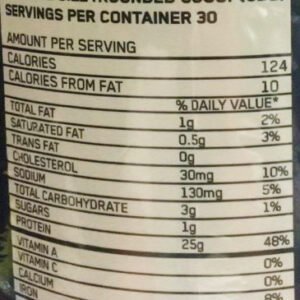 SERVINGS PER CONTAINER 30
AMOUNT PER SERVING
CALORIES 124
CALORIES FROM FAT 10
% DAILY VALUE*
TOTAL FAT 1g 2%
SATURATED FAT 0.5g 3%
TRANS FAT 0g
CHOLESTEROL 30mg 10%
SODIUM 130mg 5%
TOTAL CARBOHYDRATE 3g 1%
SUGARS 1g
PROTEIN 25g 48%
VITAMIN A 0%
VITAMIN C 0%
CALCIUM 8%
IRON